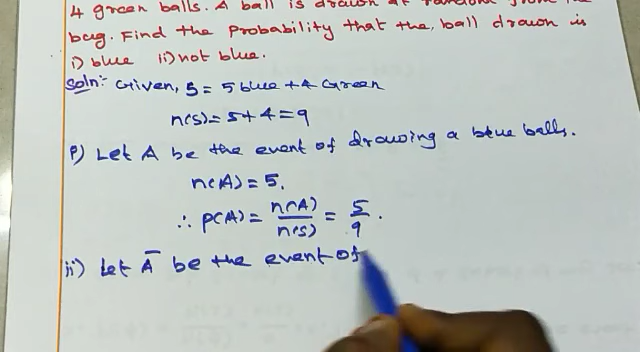 4 green balls. A ball is drawn at random from the
bag. Find the probability that the, ball drawn is
i) blue ii) not blue.
Soln:- Given, S = 5 blue + 4 Green
n(S) = 5 + 4 = 9
i) Let A be the event of drawing a blue balls.
n(A) = 5.
∴ P(A) = n(A)/n(S) = 5/9.
ii) Let A̅ be the event of